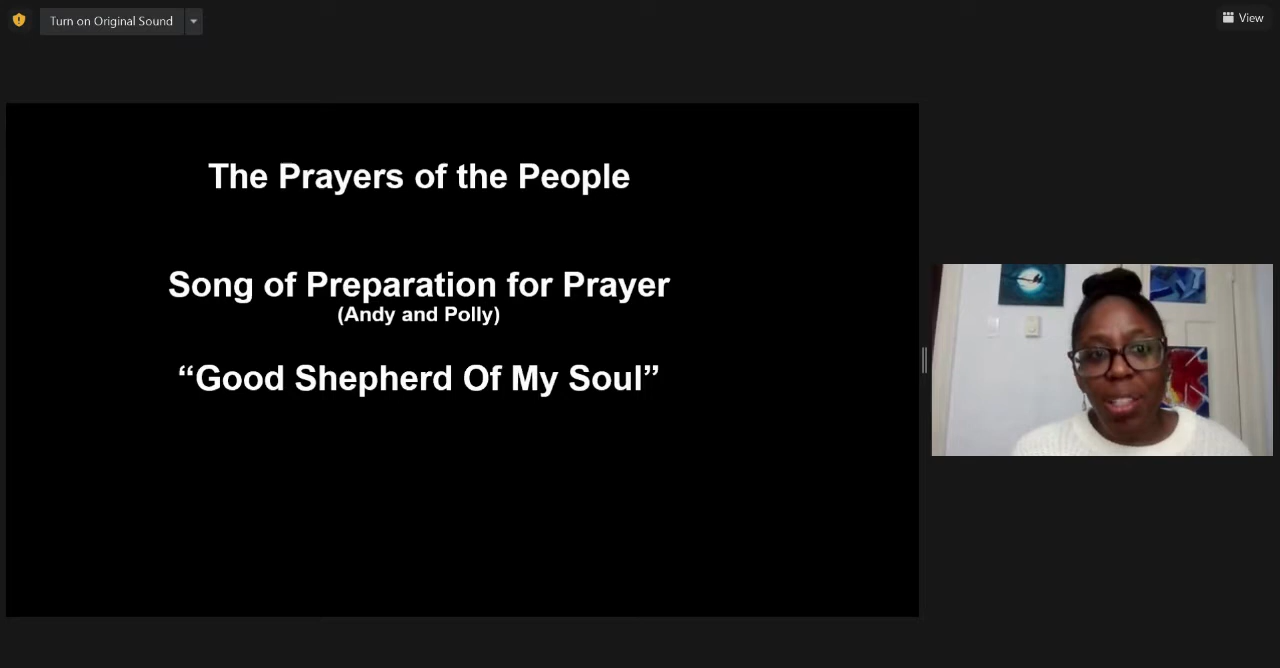 Turn on Original Sound
View
The Prayers of the People
Song of Preparation for Prayer
(Andy and Polly)
“Good Shepherd Of My Soul”